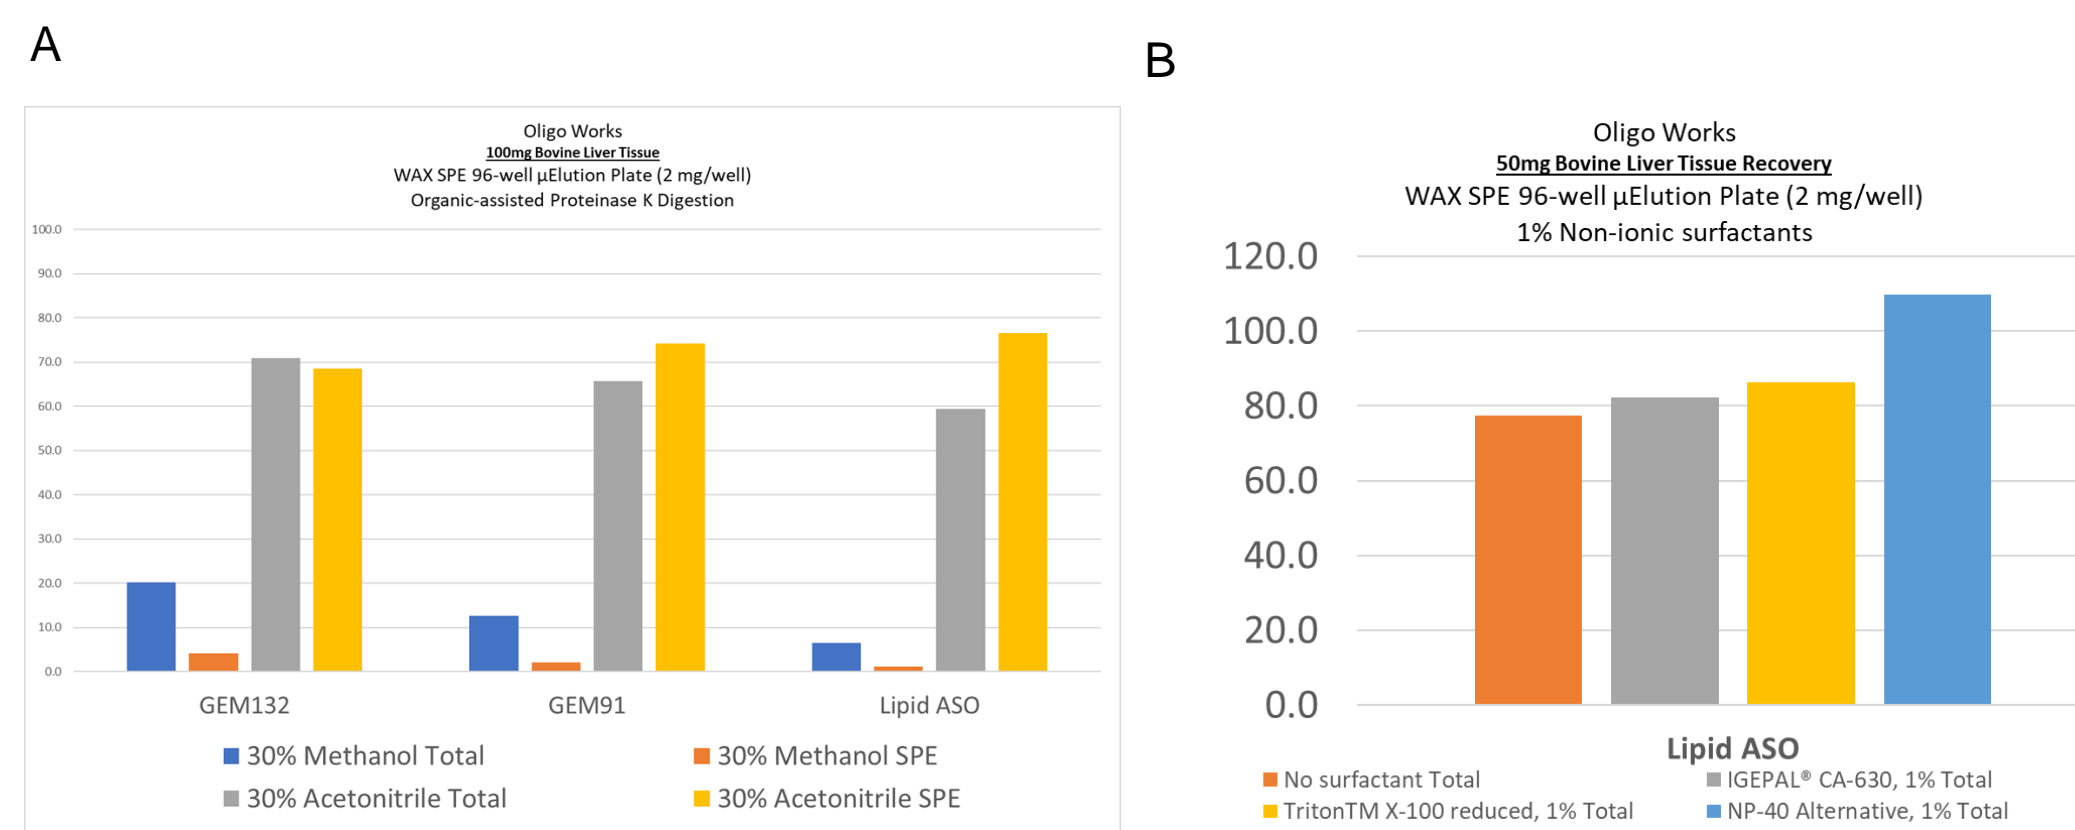 A
Oligo Works
100mg Bovine Liver Tissue
WAX SPE 96-well µElution Plate (2 mg/well)
Organic-assisted Proteinase K Digestion
100.0
90.0
80.0
70.0
60.0
50.0
40.0
30.0
20.0
10.0
0.0
GEM132 GEM91 Lipid ASO
30% Methanol Total 30% Methanol SPE
30% Acetonitrile Total 30% Acetonitrile SPE
B
Oligo Works
50mg Bovine Liver Tissue Recovery
WAX SPE 96-well µElution Plate (2 mg/well)
1% Non-ionic surfactants
120.0
100.0
80.0
60.0
40.0
20.0
0.0
Lipid ASO
No surfactant Total IGEPAL® CA-630, 1% Total
TritonTM X-100 reduced, 1% Total NP-40 Alternative, 1% Total